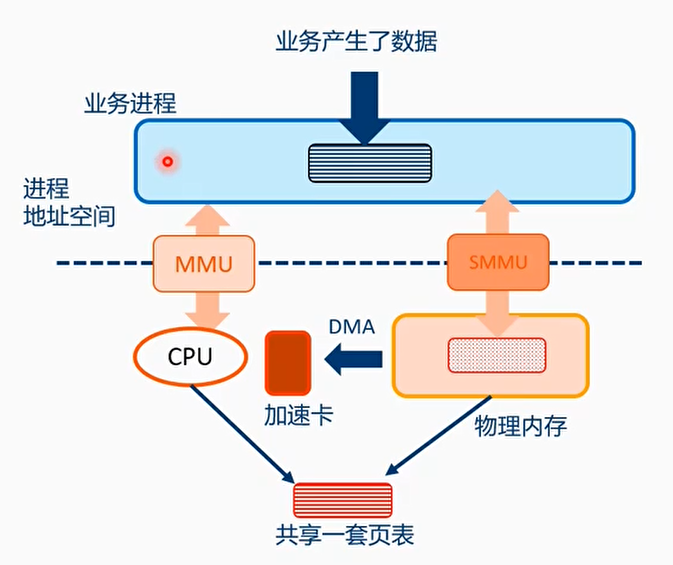 业务产生了数据
业务进程
进程
地址空间
MMU
SMMU
DMA
CPU
加速卡
物理内存
共享一套页表